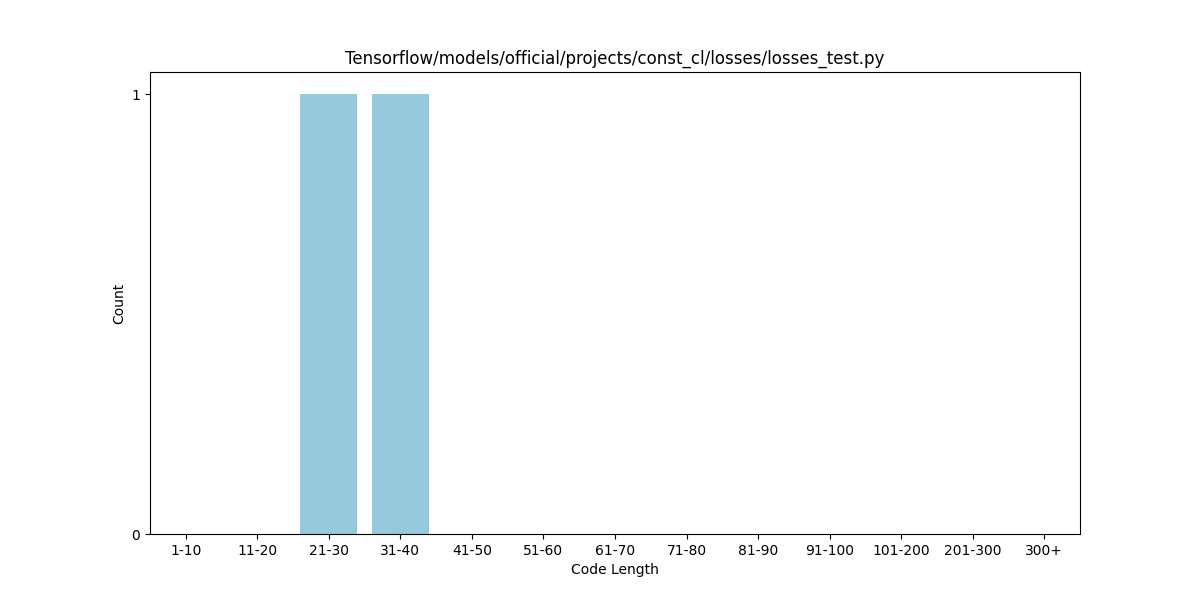 Tensorflow/models/official/projects/const_cl/losses/losses_test.py
1
Count
0
1-10 11-20 21-30 31-40 41-50 51-60 61-70 71-80 81-90 91-100 101-200 201-300 300+
Code Length